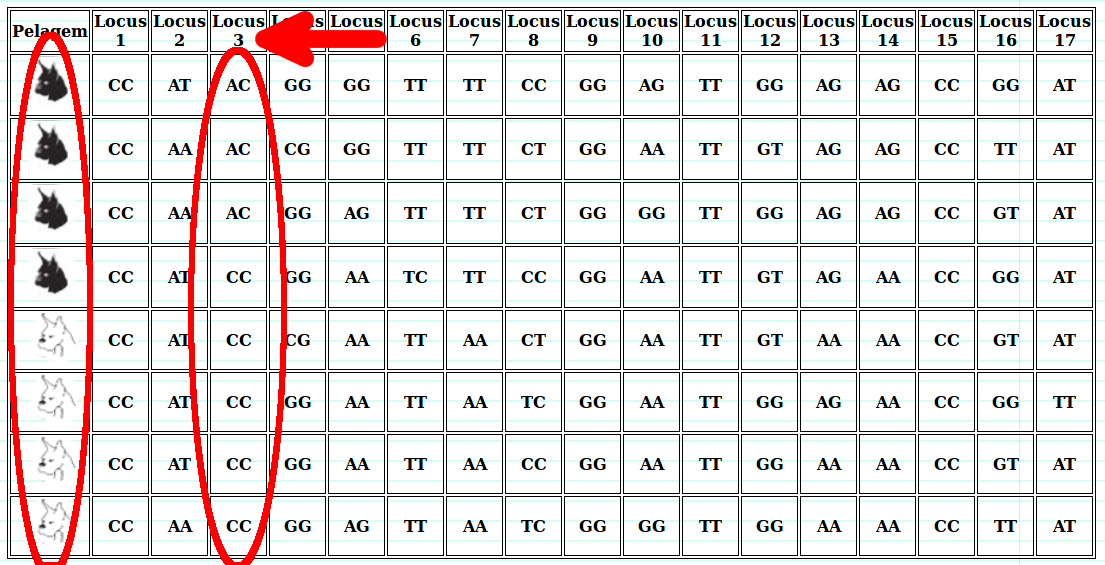 Pelagem
Locus Locus Locus Locus Locus Locus Locus Locus Locus Locus Locus Locus Locus Locus Locus Locus
1 2 3 6 7 8 9 10 11 12 13 14 15 16 17
CC AT AC GG GG TT TT CC GG AG TT GG AG AG CC GG AT
CC AA AC CG GG TT TT CT GG AA TT GT AG AG CC TT AT
CC AA AC GG AG TT TT CT GG GG TT GG AG AG CC GT AT
CC AT CC GG AA TC TT CC GG AA TT GT AG AA CC GG AT
CC AT CC CG AA TT AA CT GG AA TT GT AA AA CC GT AT
CC AT CC GG AA TT AA TC GG AA TT GG AG AA CC GG TT
CC AT CC GG AA TT AA CC GG AA TT GG AA AA CC GT AT
CC AA CC GG AG TT AA TC GG GG TT GG AA AA CC TT AT